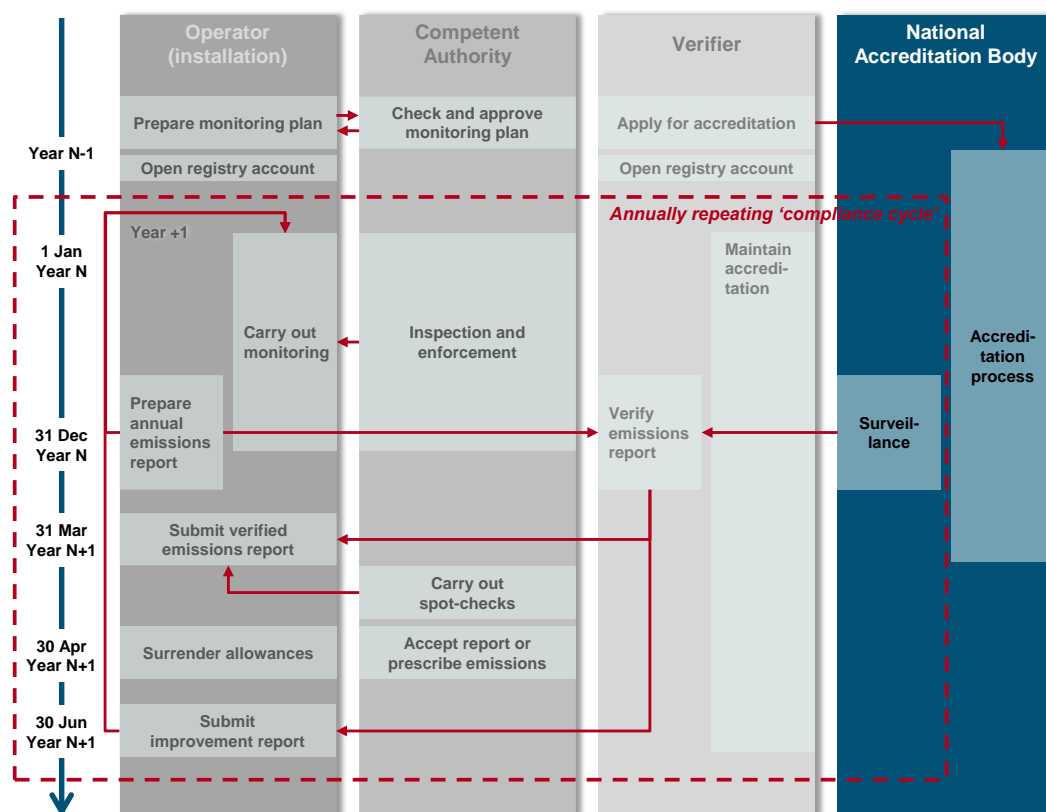 Operator
(installation)
Competent
Authority
Verifier
National
Accreditation Body
Year N-1
Prepare monitoring plan
Check and approve
monitoring plan
Apply for accreditation
Open registry account
Open registry account
Annually repeating ‘compliance cycle’
1 Jan
Year N
Year +1
Carry out
monitoring
Inspection and
enforcement
Maintain
accredi-
tation
Accredi-
tation
process
31 Dec
Year N
Prepare
annual
emissions
report
Verify
emissions
report
Surveil-
lance
31 Mar
Year N+1
Submit verified
emissions report
Carry out
spot-checks
30 Apr
Year N+1
Surrender allowances
Accept report or
prescribe emissions
30 Jun
Year N+1
Submit
improvement report